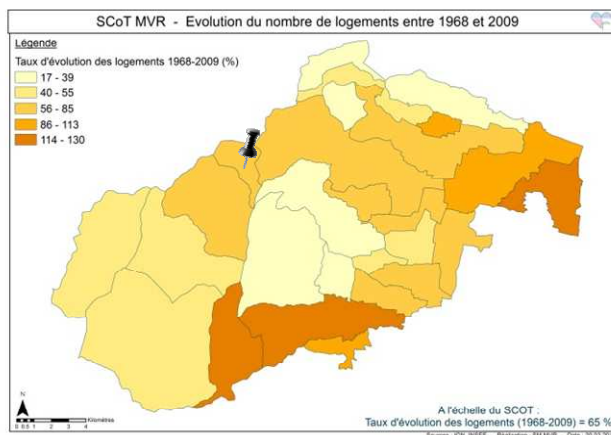 SCoT MVR - Evolution du nombre de logements entre 1968 et 2009
Légende
Taux d'évolution des logements 1968-2009 (%)
17 - 39
40 - 55
56 - 85
86 - 113
114 - 130
N
Kilomètres
A l'échelle du SCOT :
Taux d'évolution des logements (1968-2009) = 65 %